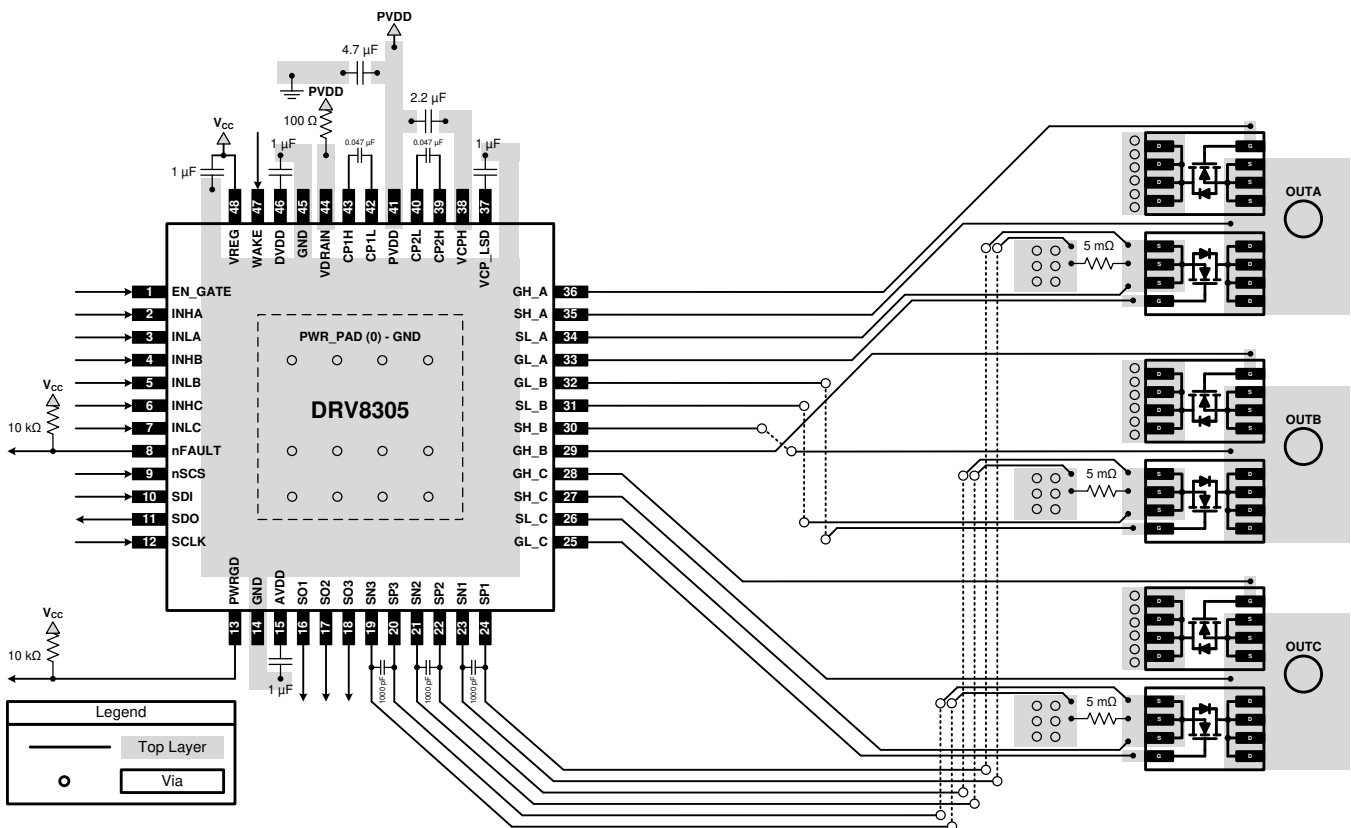 PVDD
4.7 µF
PVDD
2.2 µF
100 Ω
VCC
1 µF
0.047 µF
0.047 µF
1 µF
1 µF
48 47 46 45 44 43 42 41 40 39 38 37
VREG WAKE DVDD GND VDRAIN CP1H CP1L PVDD CP2L CP2H VCPH VCP_LSD
1 EN_GATE
2 INHA
3 INLA
4 INHB
5 INLB
6 INHC
7 INLC
8 nFAULT
9 nSCS
10 SDI
11 SDO
12 SCLK
VCC
10 kΩ
PWR_PAD (0) - GND
DRV8305
GH_A 36
SH_A 35
SL_A 34
GL_A 33
GL_B 32
SL_B 31
SH_B 30
GH_B 29
GH_C 28
SH_C 27
SL_C 26
GL_C 25
PWRGD GND AVDD SO1 SO2 SO3 SN3 SP3 SN2 SP2 SN1 SP1
13 14 15 16 17 18 19 20 21 22 23 24
VCC
10 kΩ
1 µF
1000 pF
1000 pF
1000 pF
D G
D S
D S
D S
OUTA
5 mΩ
S D
S D
S D
G D
D G
D S
D S
D S
OUTB
5 mΩ
S D
S D
S D
G D
D G
D S
D S
D S
OUTC
5 mΩ
S D
S D
S D
G D
Legend
Top Layer
Via